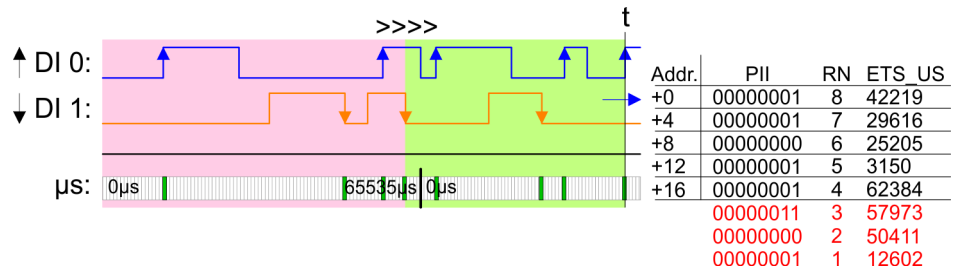 >>>> t
DI 0:
DI 1:
µs: 0µs 65535µs 0µs
Addr. PII RN ETS_US
+0 00000001 8 42219
+4 00000001 7 29616
+8 00000000 6 25205
+12 00000001 5 3150
+16 00000001 4 62384
00000011 3 57973
00000000 2 50411
00000001 1 12602